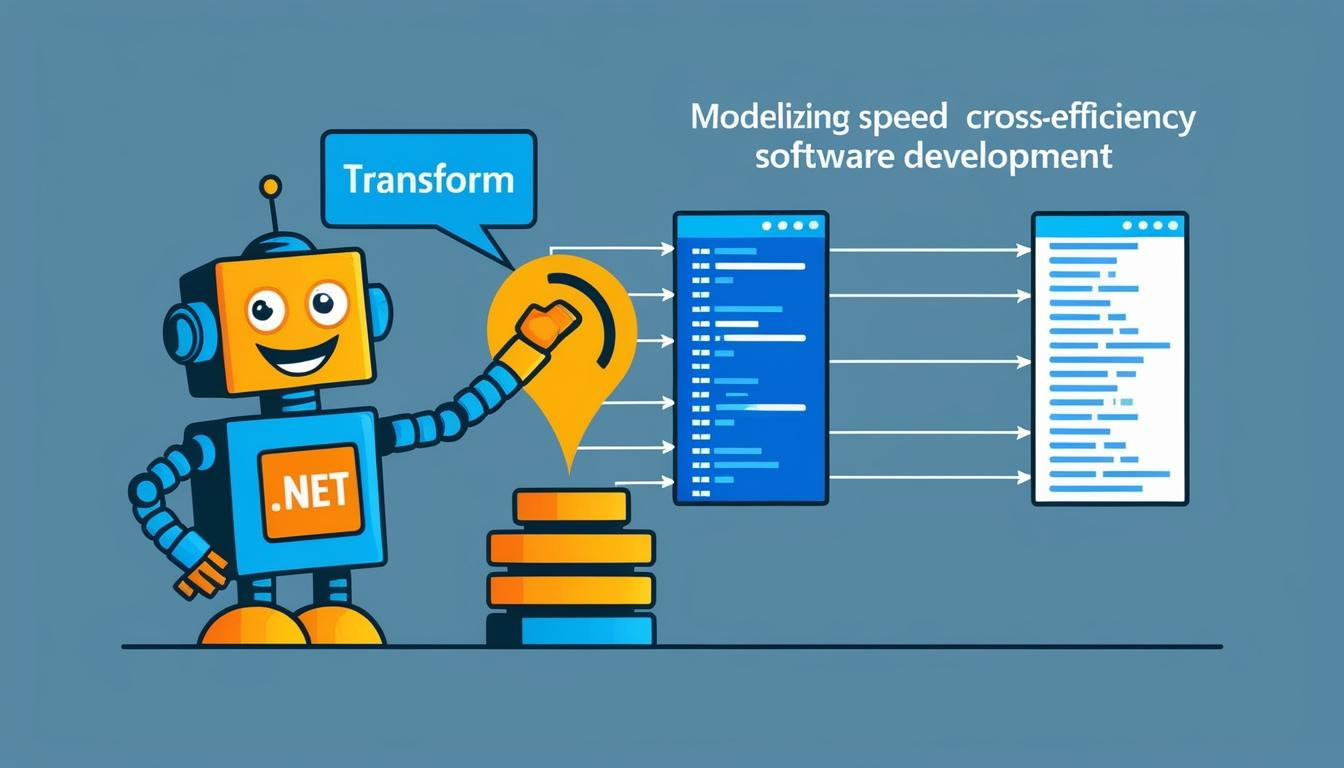 Modelizing speed cross-efficiency
software development
Transform
.NET